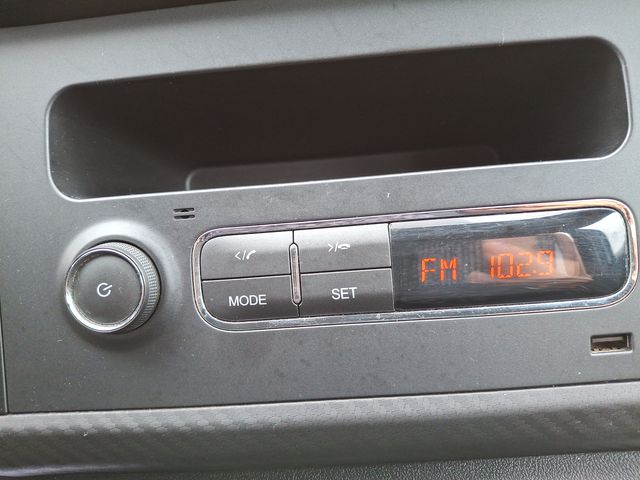 </
>/
MODE
SET
FM 102.9